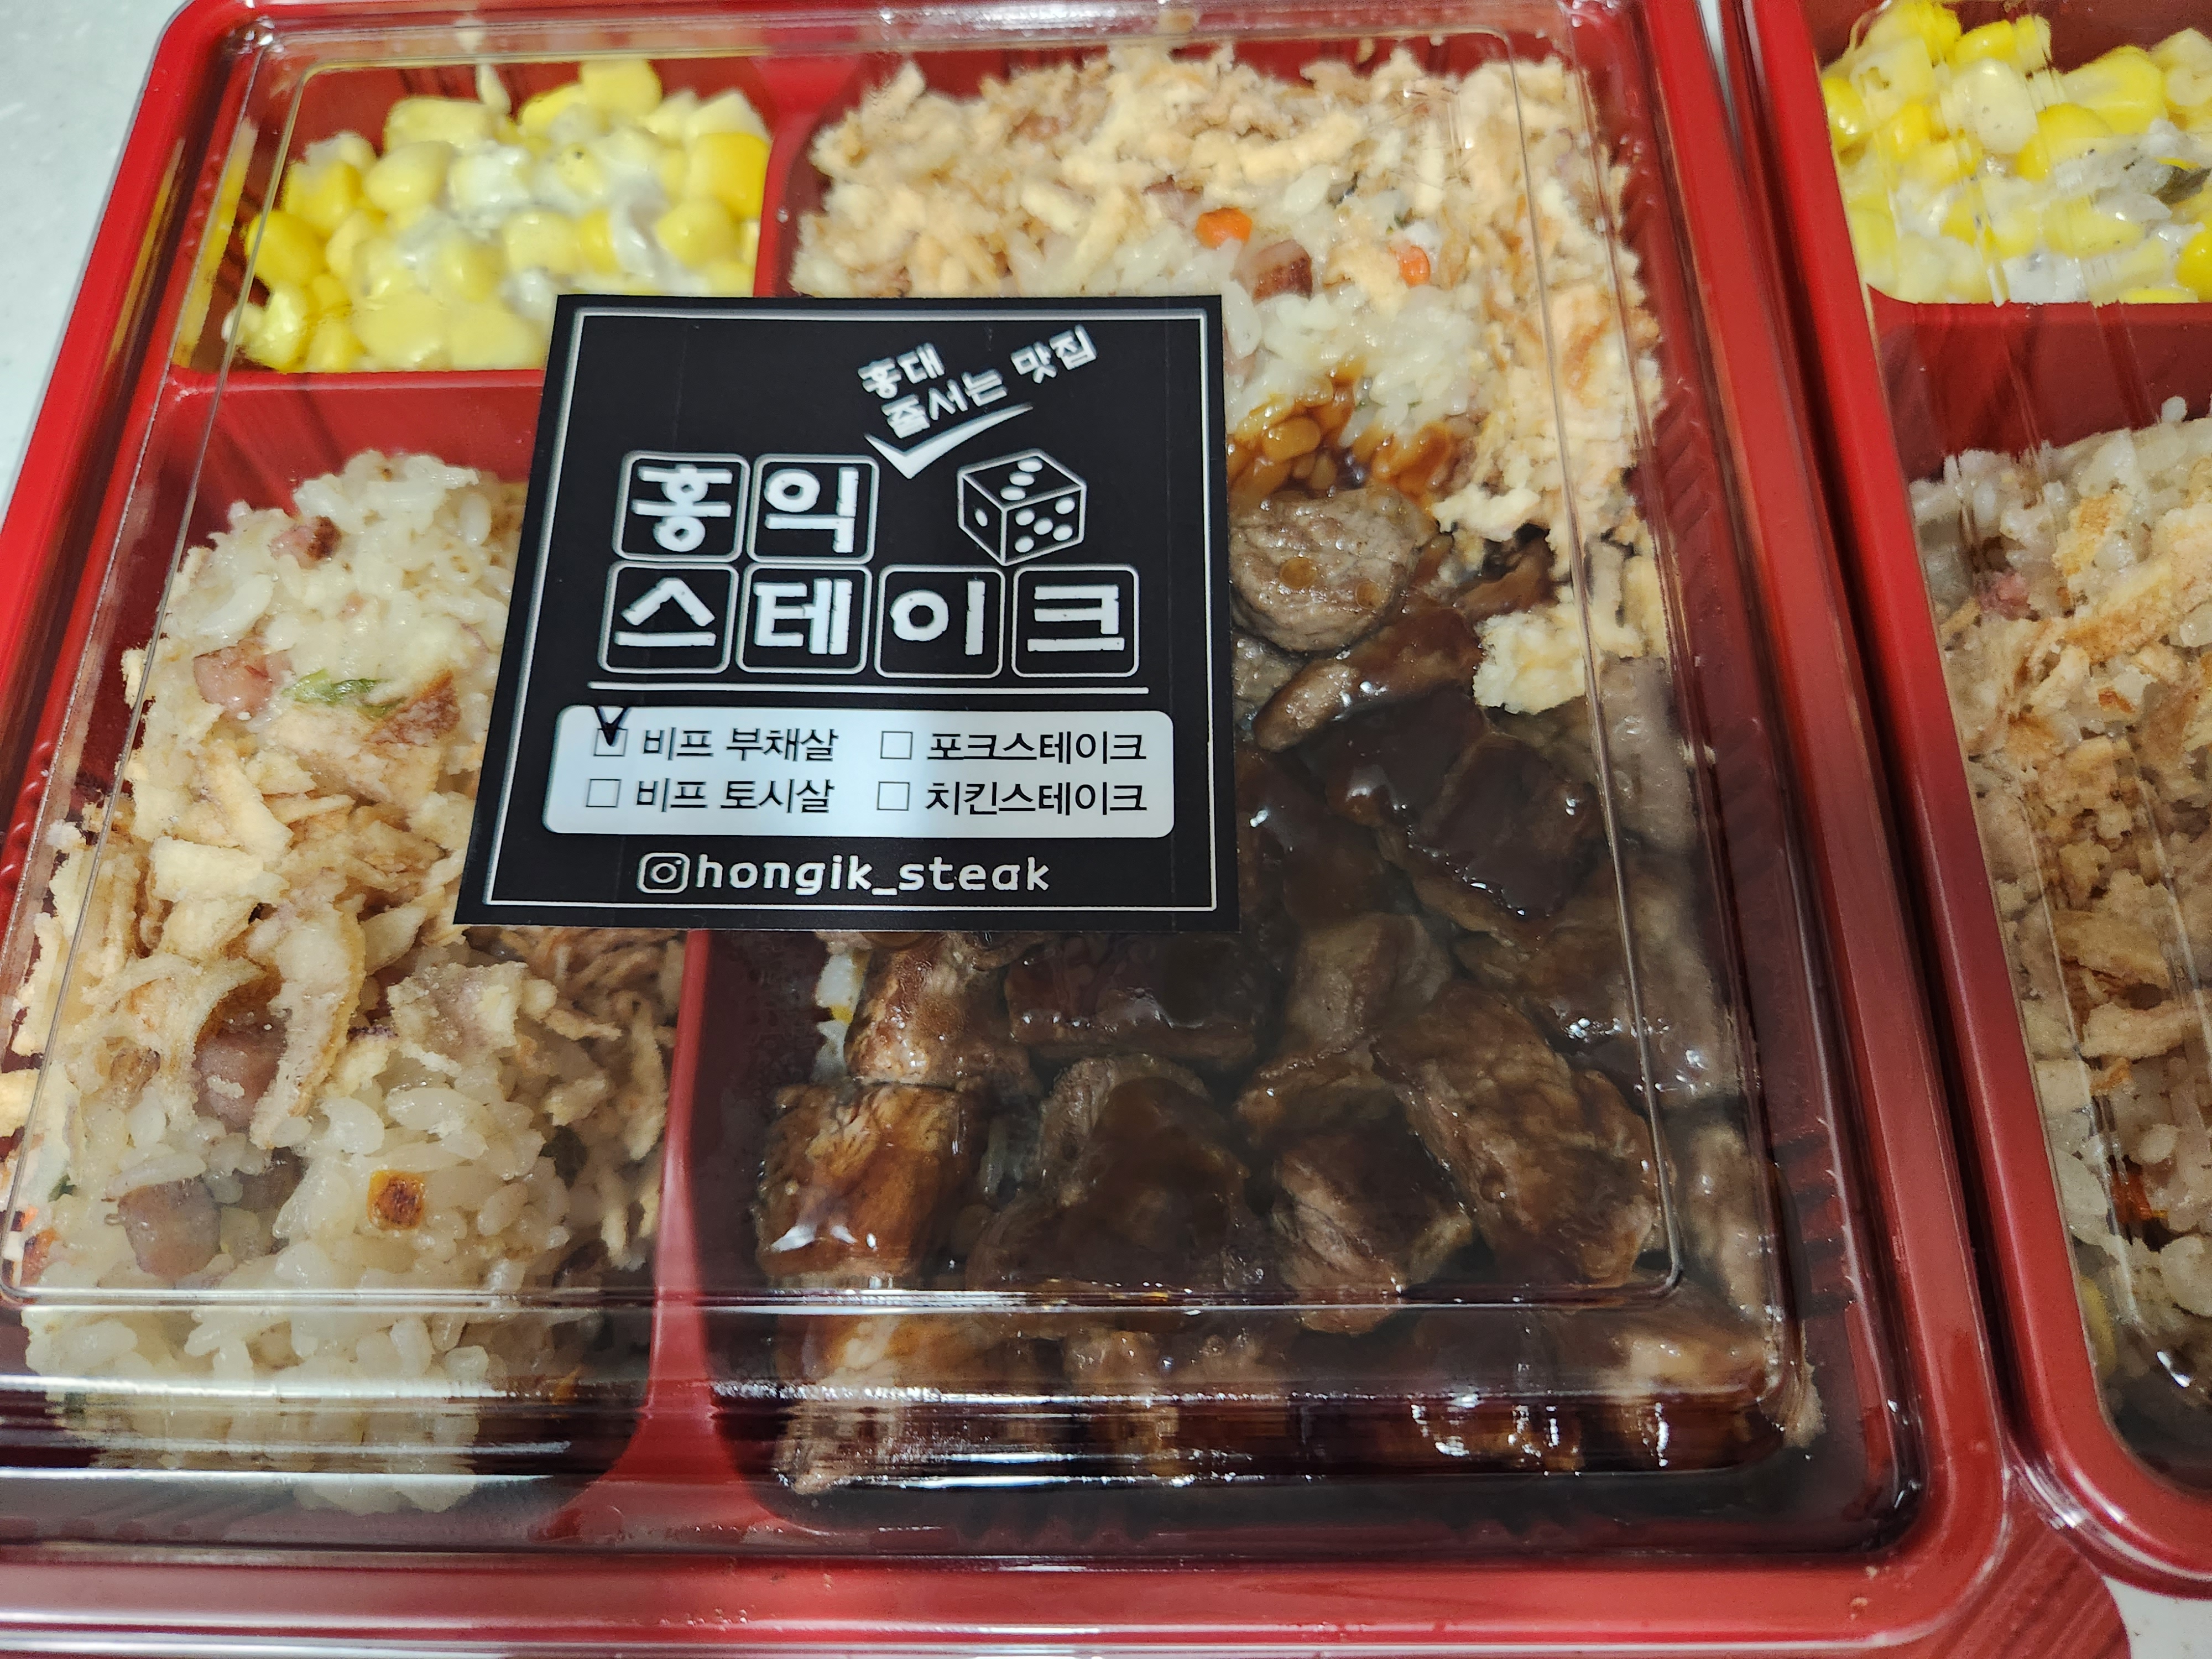 홍대
줄서는 맛집
홍익
스테이크
비프 부채살 포크스테이크
비프 토시살 치킨스테이크
hongik_steak